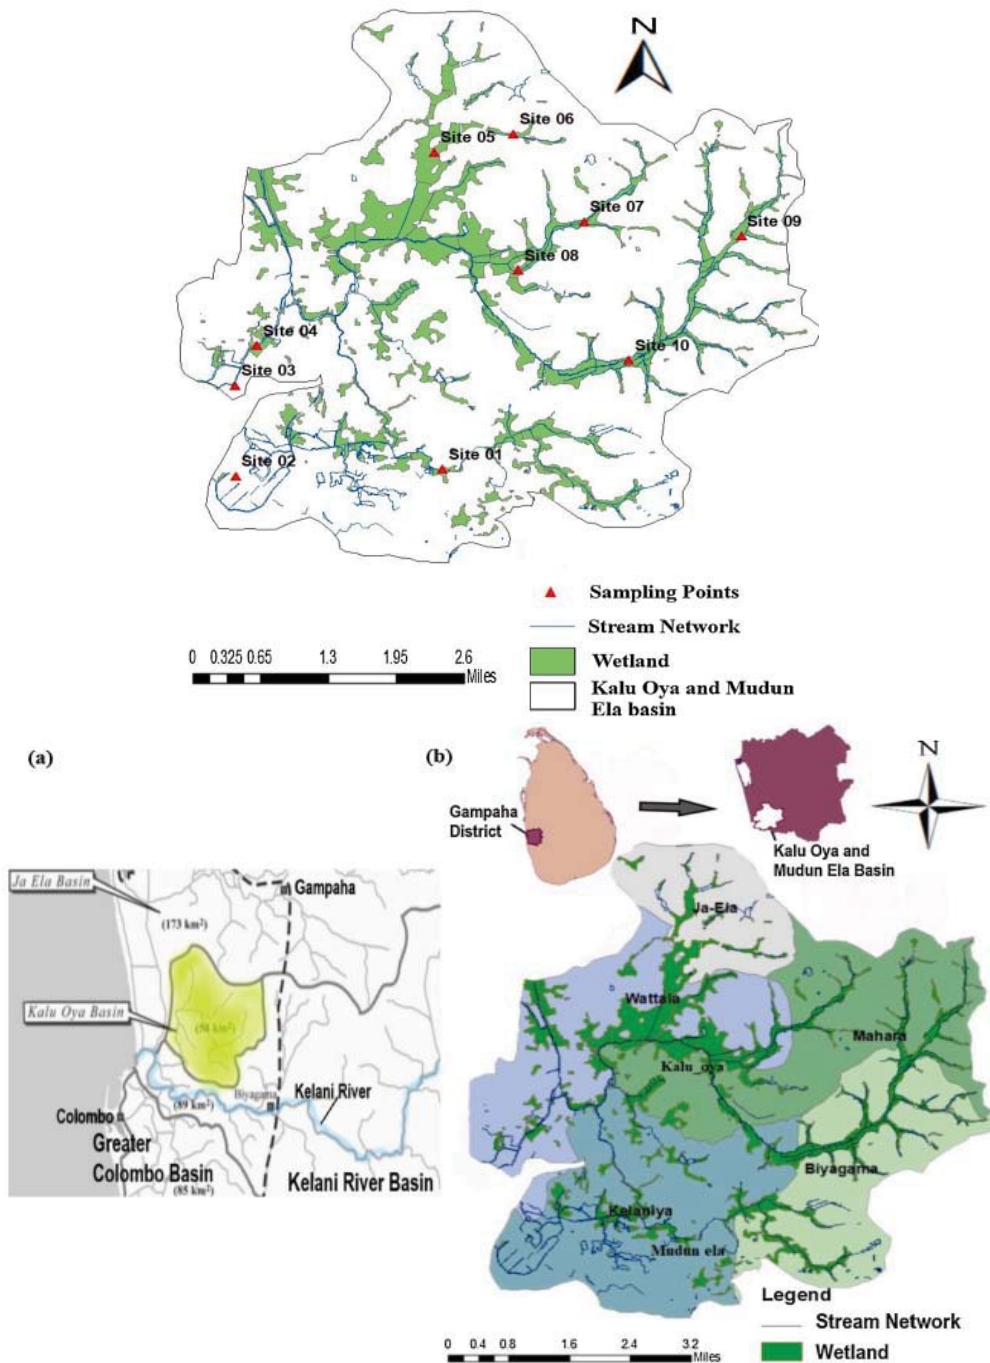 N
Site 06
Site 05
Site 07
Site 09
Site 08
Site 04
Site 10
Site 03
Site 02
Site 01
Sampling Points
Stream Network
Wetland
Kalu Oya and Mudun
Ela basin
0 0.325 0.65 1.3 1.95 2.6
Miles
(a)
(b)
Gampaha
District
N
Kalu Oya and
Mudun Ela Basin
Ja Ela Basin
Gampaha
(173 km²)
Kalu Oya Basin
Biyagama
Kelani River
(89 km²)
Colombo
Greater
Colombo Basin
Kelani River Basin
(85 km²)
Ja-Ela
Wattala
Mahara
Kalu_oya
Biyagama
Kelaniya
Mudun ela
Legend
Stream Network
Wetland
0 0.4 0.8 1.6 2.4 3.2
Miles